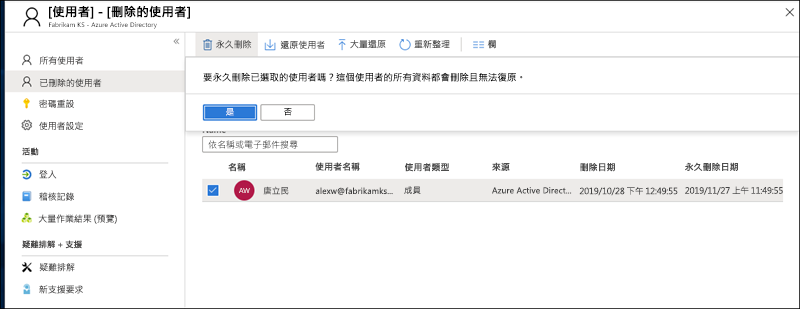 [使用者] - [刪除的使用者]
Fabrikam KS - Azure Active Directory
所有使用者
已刪除的使用者
密碼重設
使用者設定
活動
登入
稽核記錄
大量作業結果 (預覽)
疑難排解 + 支援
疑難排解
新支援要求
永久刪除 還原使用者 大量還原 重新整理 欄
要永久刪除已選取的使用者嗎？這個使用者的所有資料都會刪除且無法復原。
是 否
Name
依名稱或電子郵件搜尋
名稱 使用者名稱 使用者類型 來源 刪除日期 永久刪除日期
AW 唐立民 alexw@fabrikamks... 成員 Azure Active Direct... 2019/10/28 下午 12:49:55 2019/11/27 上午 11:49:55